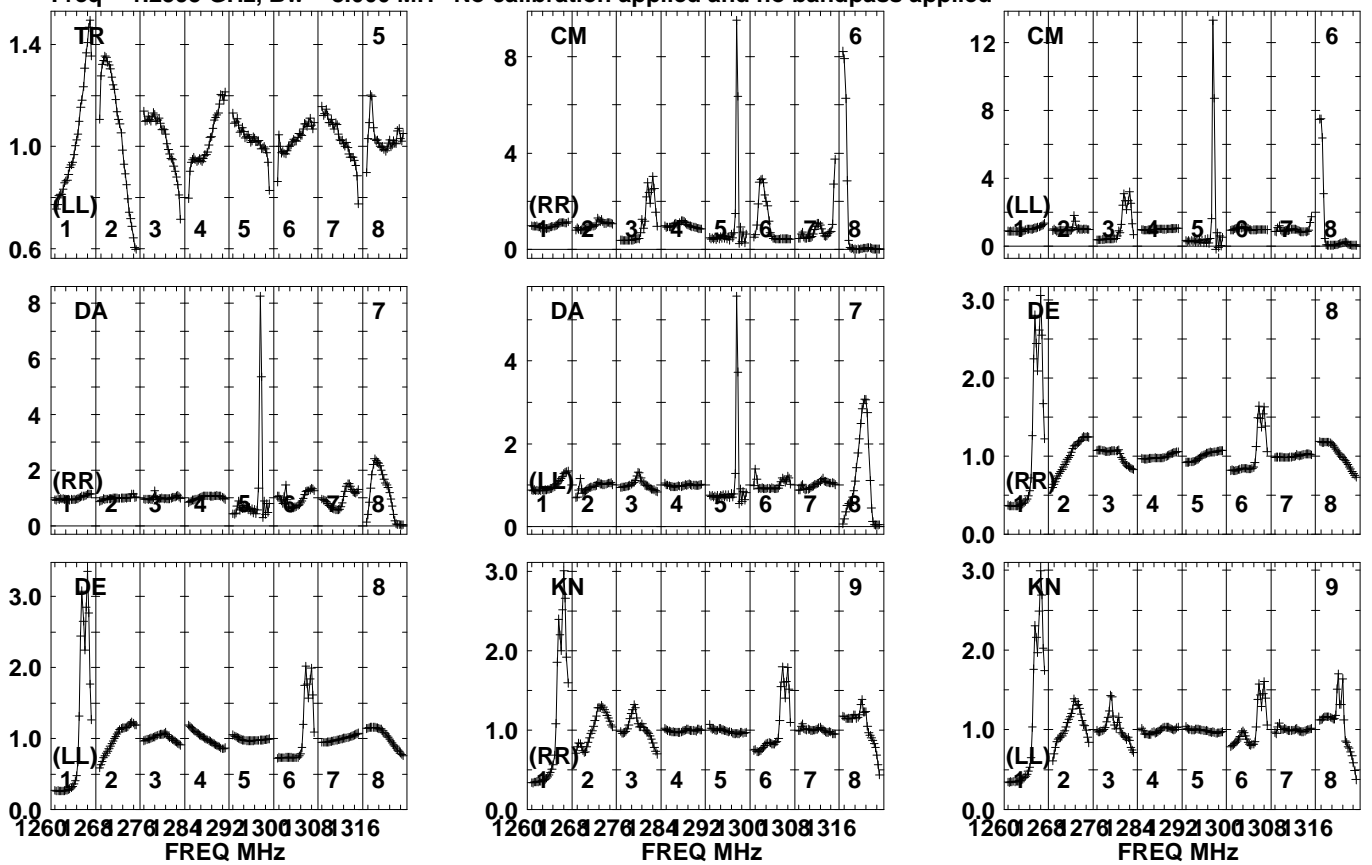 Freq GHz, No calibration applied and no bandpass applied
TR 5 CM 6 CM 6
1.4 8 12
1.0 4 8
4
0.6 0 0
(LL) (RR) (LL)
1 2 3 4 5 6 7 8 1 2 3 4 5 6 7 8 1 2 3 4 5 6 7 8
DA 7 DA 7 DE 8
8 6 4 2 0 6 4 2 0 3.0 2.0 1.0 0.0
(RR) (LL) (RR)
1 2 3 4 5 6 7 8 1 2 3 4 5 6 7 8 1 2 3 4 5 6 7 8
DE 8 KN 9 KN 9
3.0 3.0 3.0
2.0 2.0 2.0
1.0 1.0 1.0
(LL) (RR) (LL)
1 2 3 4 5 6 7 8 1 2 3 4 5 6 7 8 1 2 3 4 5 6 7 8
0.0 0.0 0.0
1260 1268 1276 1284 1292 1300 1308 1316 1260 1268 1276 1284 1292 1300 1308 1316 1260 1268 1276 1284 1292 1300 1308 1316
FREQ MHz FREQ MHz FREQ MHz